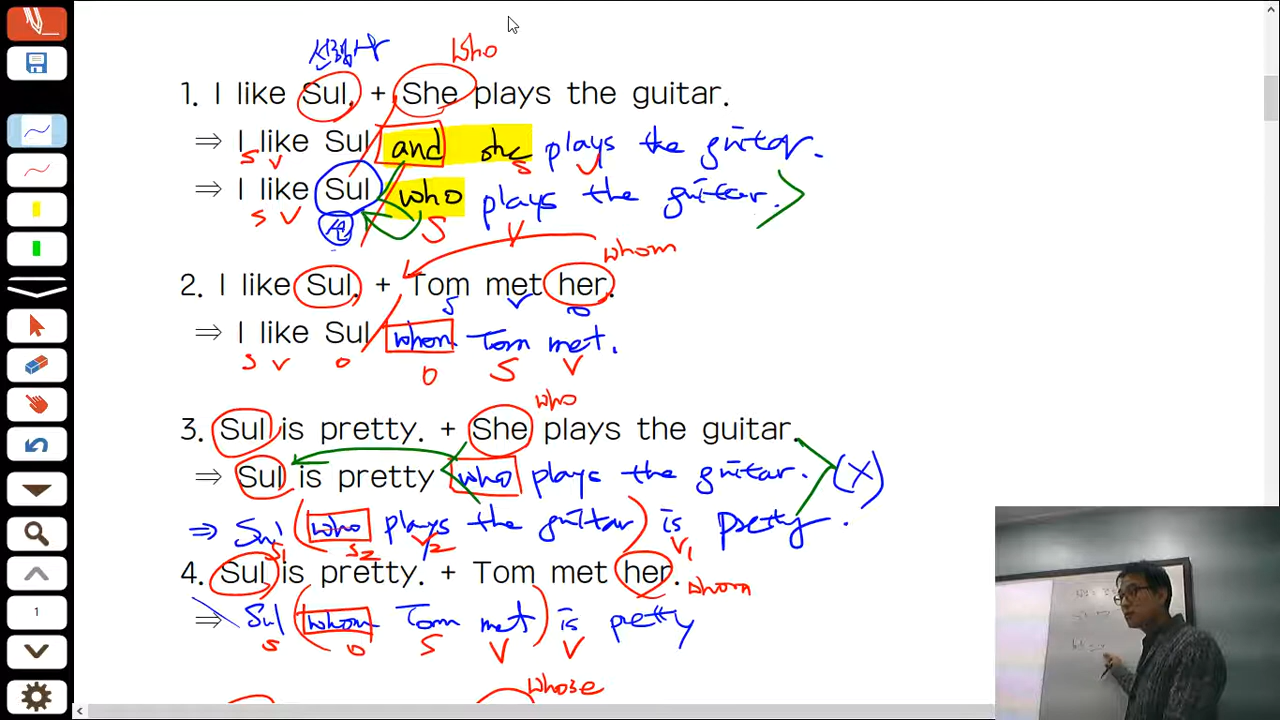 선행사 who
1. I like Sul. + She plays the guitar.
⇒ I like Sul and she plays the guitar.
S V S V
⇒ I like Sul who plays the guitar.
S V S V
whom
2. I like Sul. + Tom met her.
S V O
⇒ I like Sul whom Tom met.
S V O O S V
who
3. Sul is pretty. + She plays the guitar.
⇒ Sul is pretty who plays the guitar. (X)
⇒ Sul (who plays the guitar) is pretty.
S1 S2 V2 V1
4. Sul is pretty. + Tom met her.
whom
⇒ Sul (whom Tom met) is pretty
S O S V V
whose
1